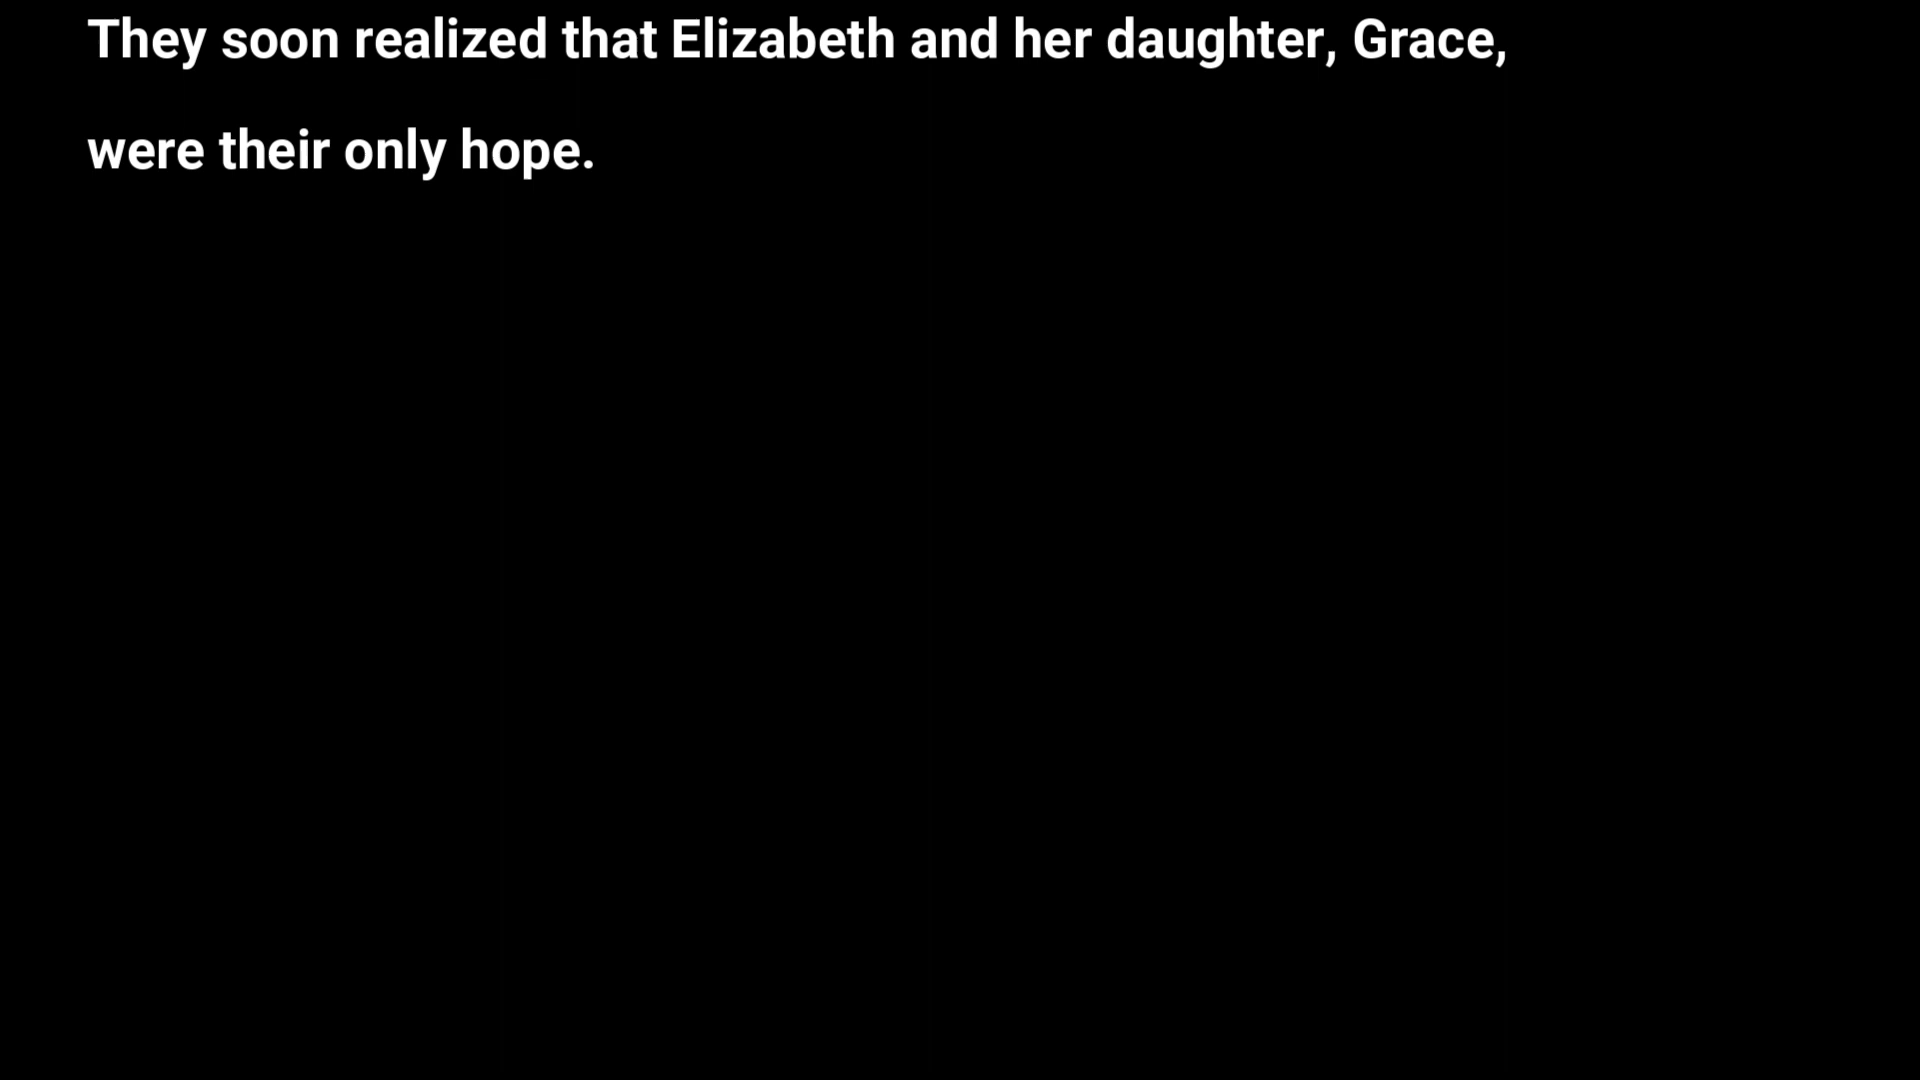 They soon realized that Elizabeth and her daughter, Grace,
were their only hope.